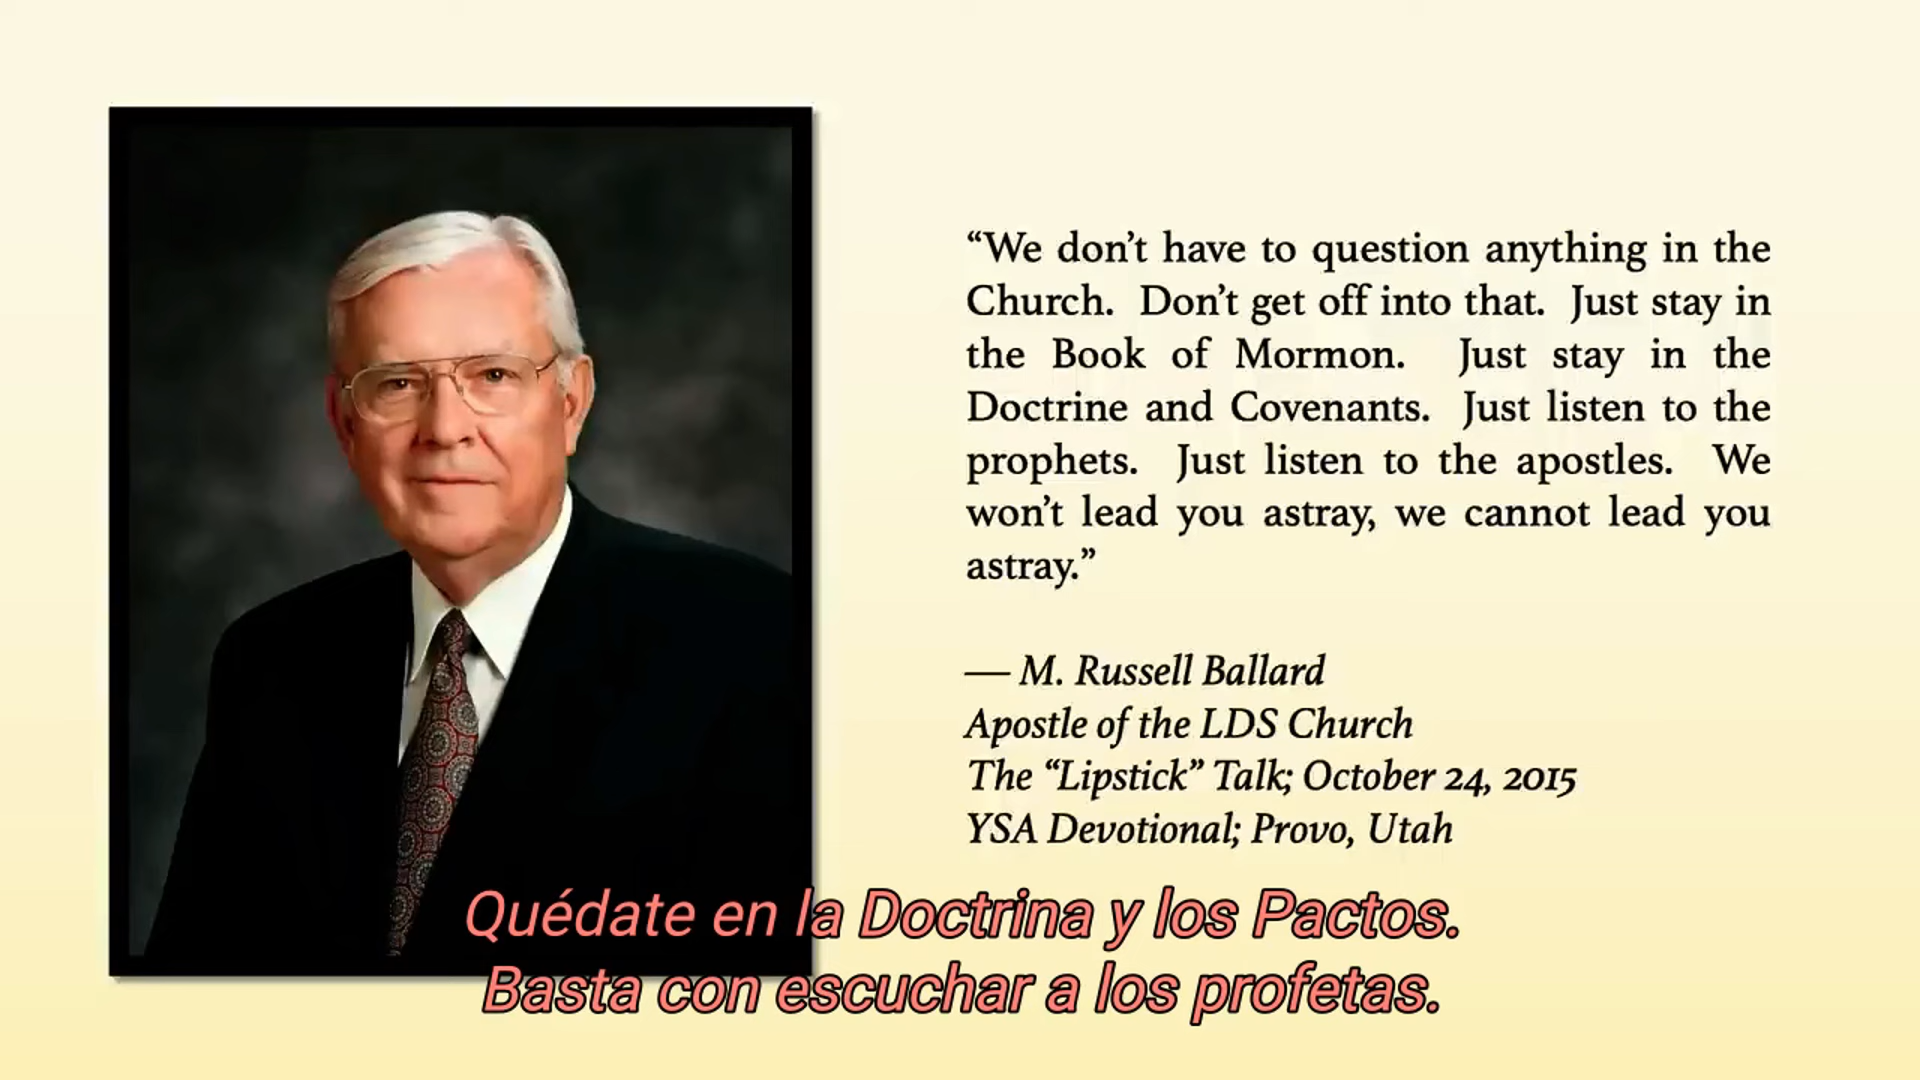 “We don’t have to question anything in the
Church. Don’t get off into that. Just stay in
the Book of Mormon. Just stay in the
Doctrine and Covenants. Just listen to the
prophets. Just listen to the apostles. We
won’t lead you astray, we cannot lead you
astray.”
— M. Russell Ballard
Apostle of the LDS Church
The “Lipstick” Talk; October 24, 2015
YSA Devotional; Provo, Utah
Quédate en la Doctrina y los Pactos.
Basta con escuchar a los profetas.